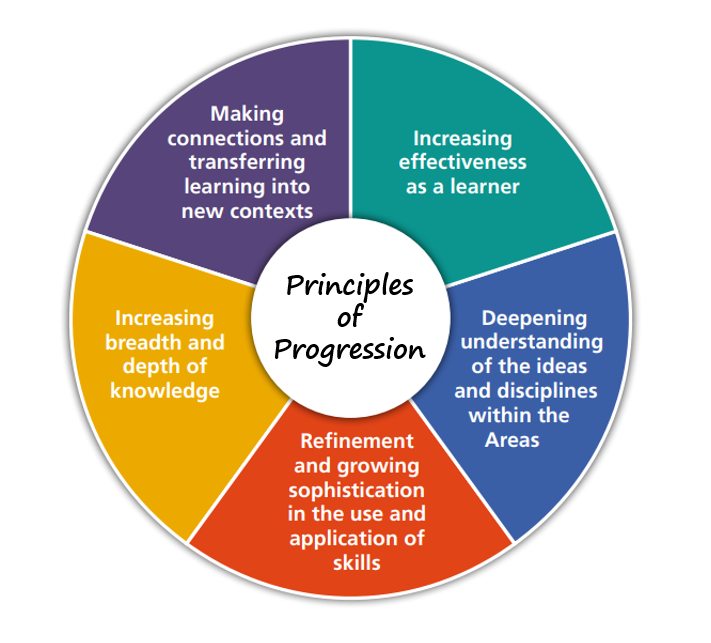 Making
connections and
transferring
learning into
new contexts
Increasing
effectiveness
as a learner
Principles
of
Progression
Increasing
breadth and
depth of
knowledge
Deepening
understanding
of the ideas
and disciplines
within the
Areas
Refinement
and growing
sophistication
in the use and
application of
skills